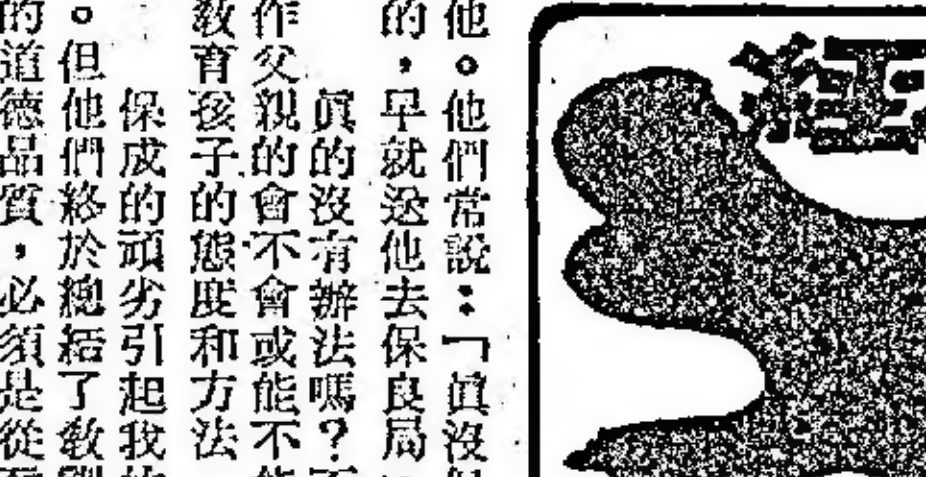 他。他們常説：「眞沒
的，早就送他去保良局
眞的沒有辦法嗎？
作父親的會不會或能不
教育孩子的態度和方法
保成的頑劣引起我
。但他們終於總結了教
的道德品質，必須是從